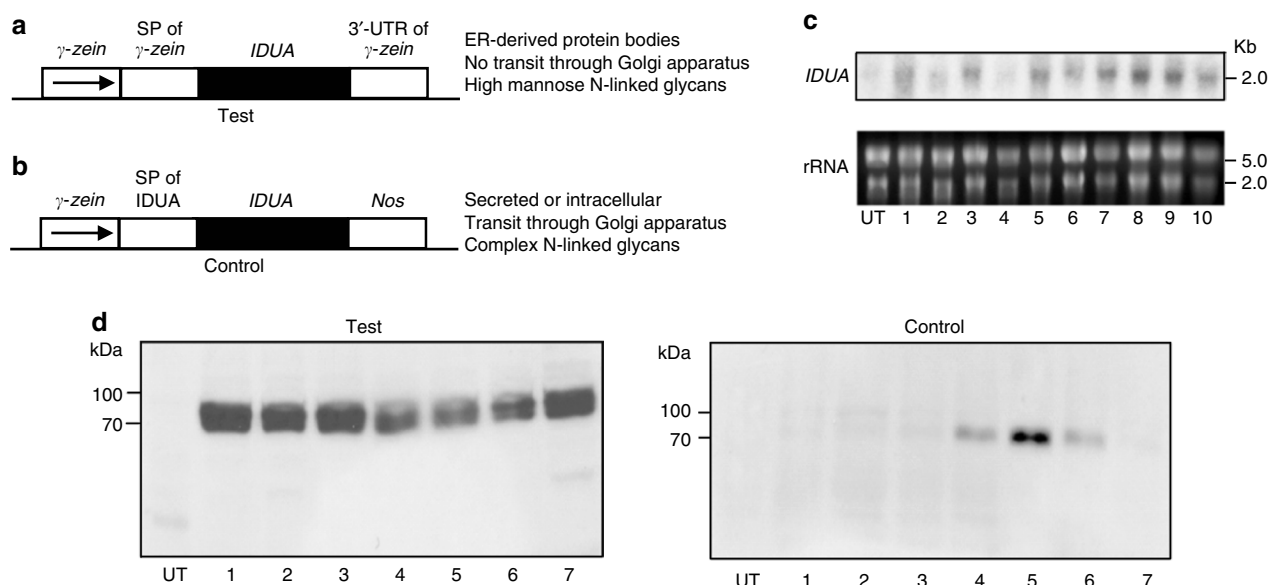 a
SP of
3′-UTR of
γ-zein
γ-zein
IDUA
γ-zein
ER-derived protein bodies
No transit through Golgi apparatus
High mannose N-linked glycans
Test
b
SP of
γ-zein
IDUA
IDUA
Nos
Secreted or intracellular
Transit through Golgi apparatus
Complex N-linked glycans
Control
c
Kb
IDUA
2.0
rRNA
5.0
2.0
UT 1 2 3 4 5 6 7 8 9 10
d
Test
kDa
100
70
UT 1 2 3 4 5 6 7
Control
kDa
100
70
UT 1 2 3 4 5 6 7